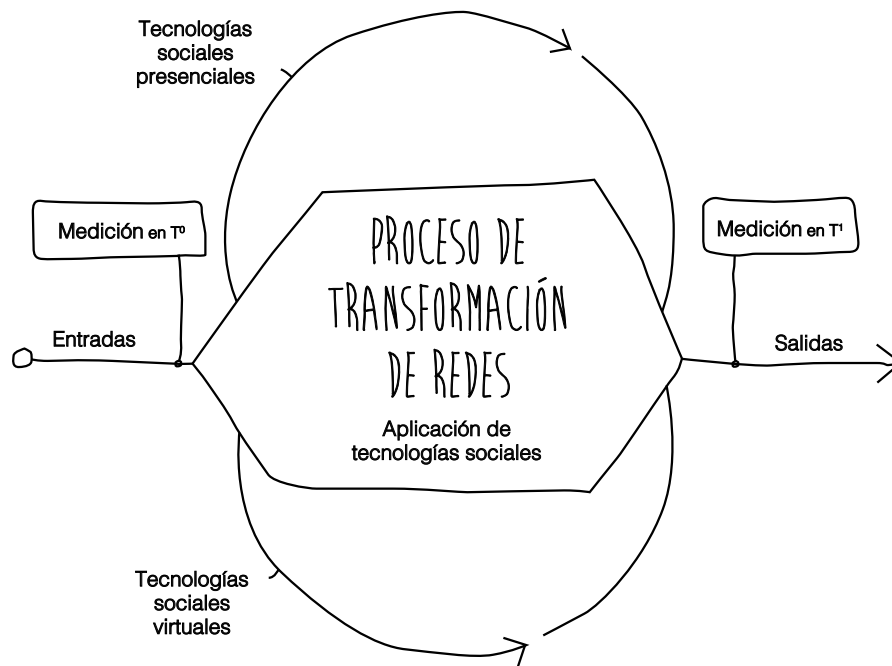 Tecnologías
sociales
presenciales
Medición en T⁰
Medición en T¹
PROCESO DE
TRANSFORMACIÓN
DE REDES
Entradas
Salidas
Aplicación de
tecnologías sociales
Tecnologías
sociales
virtuales